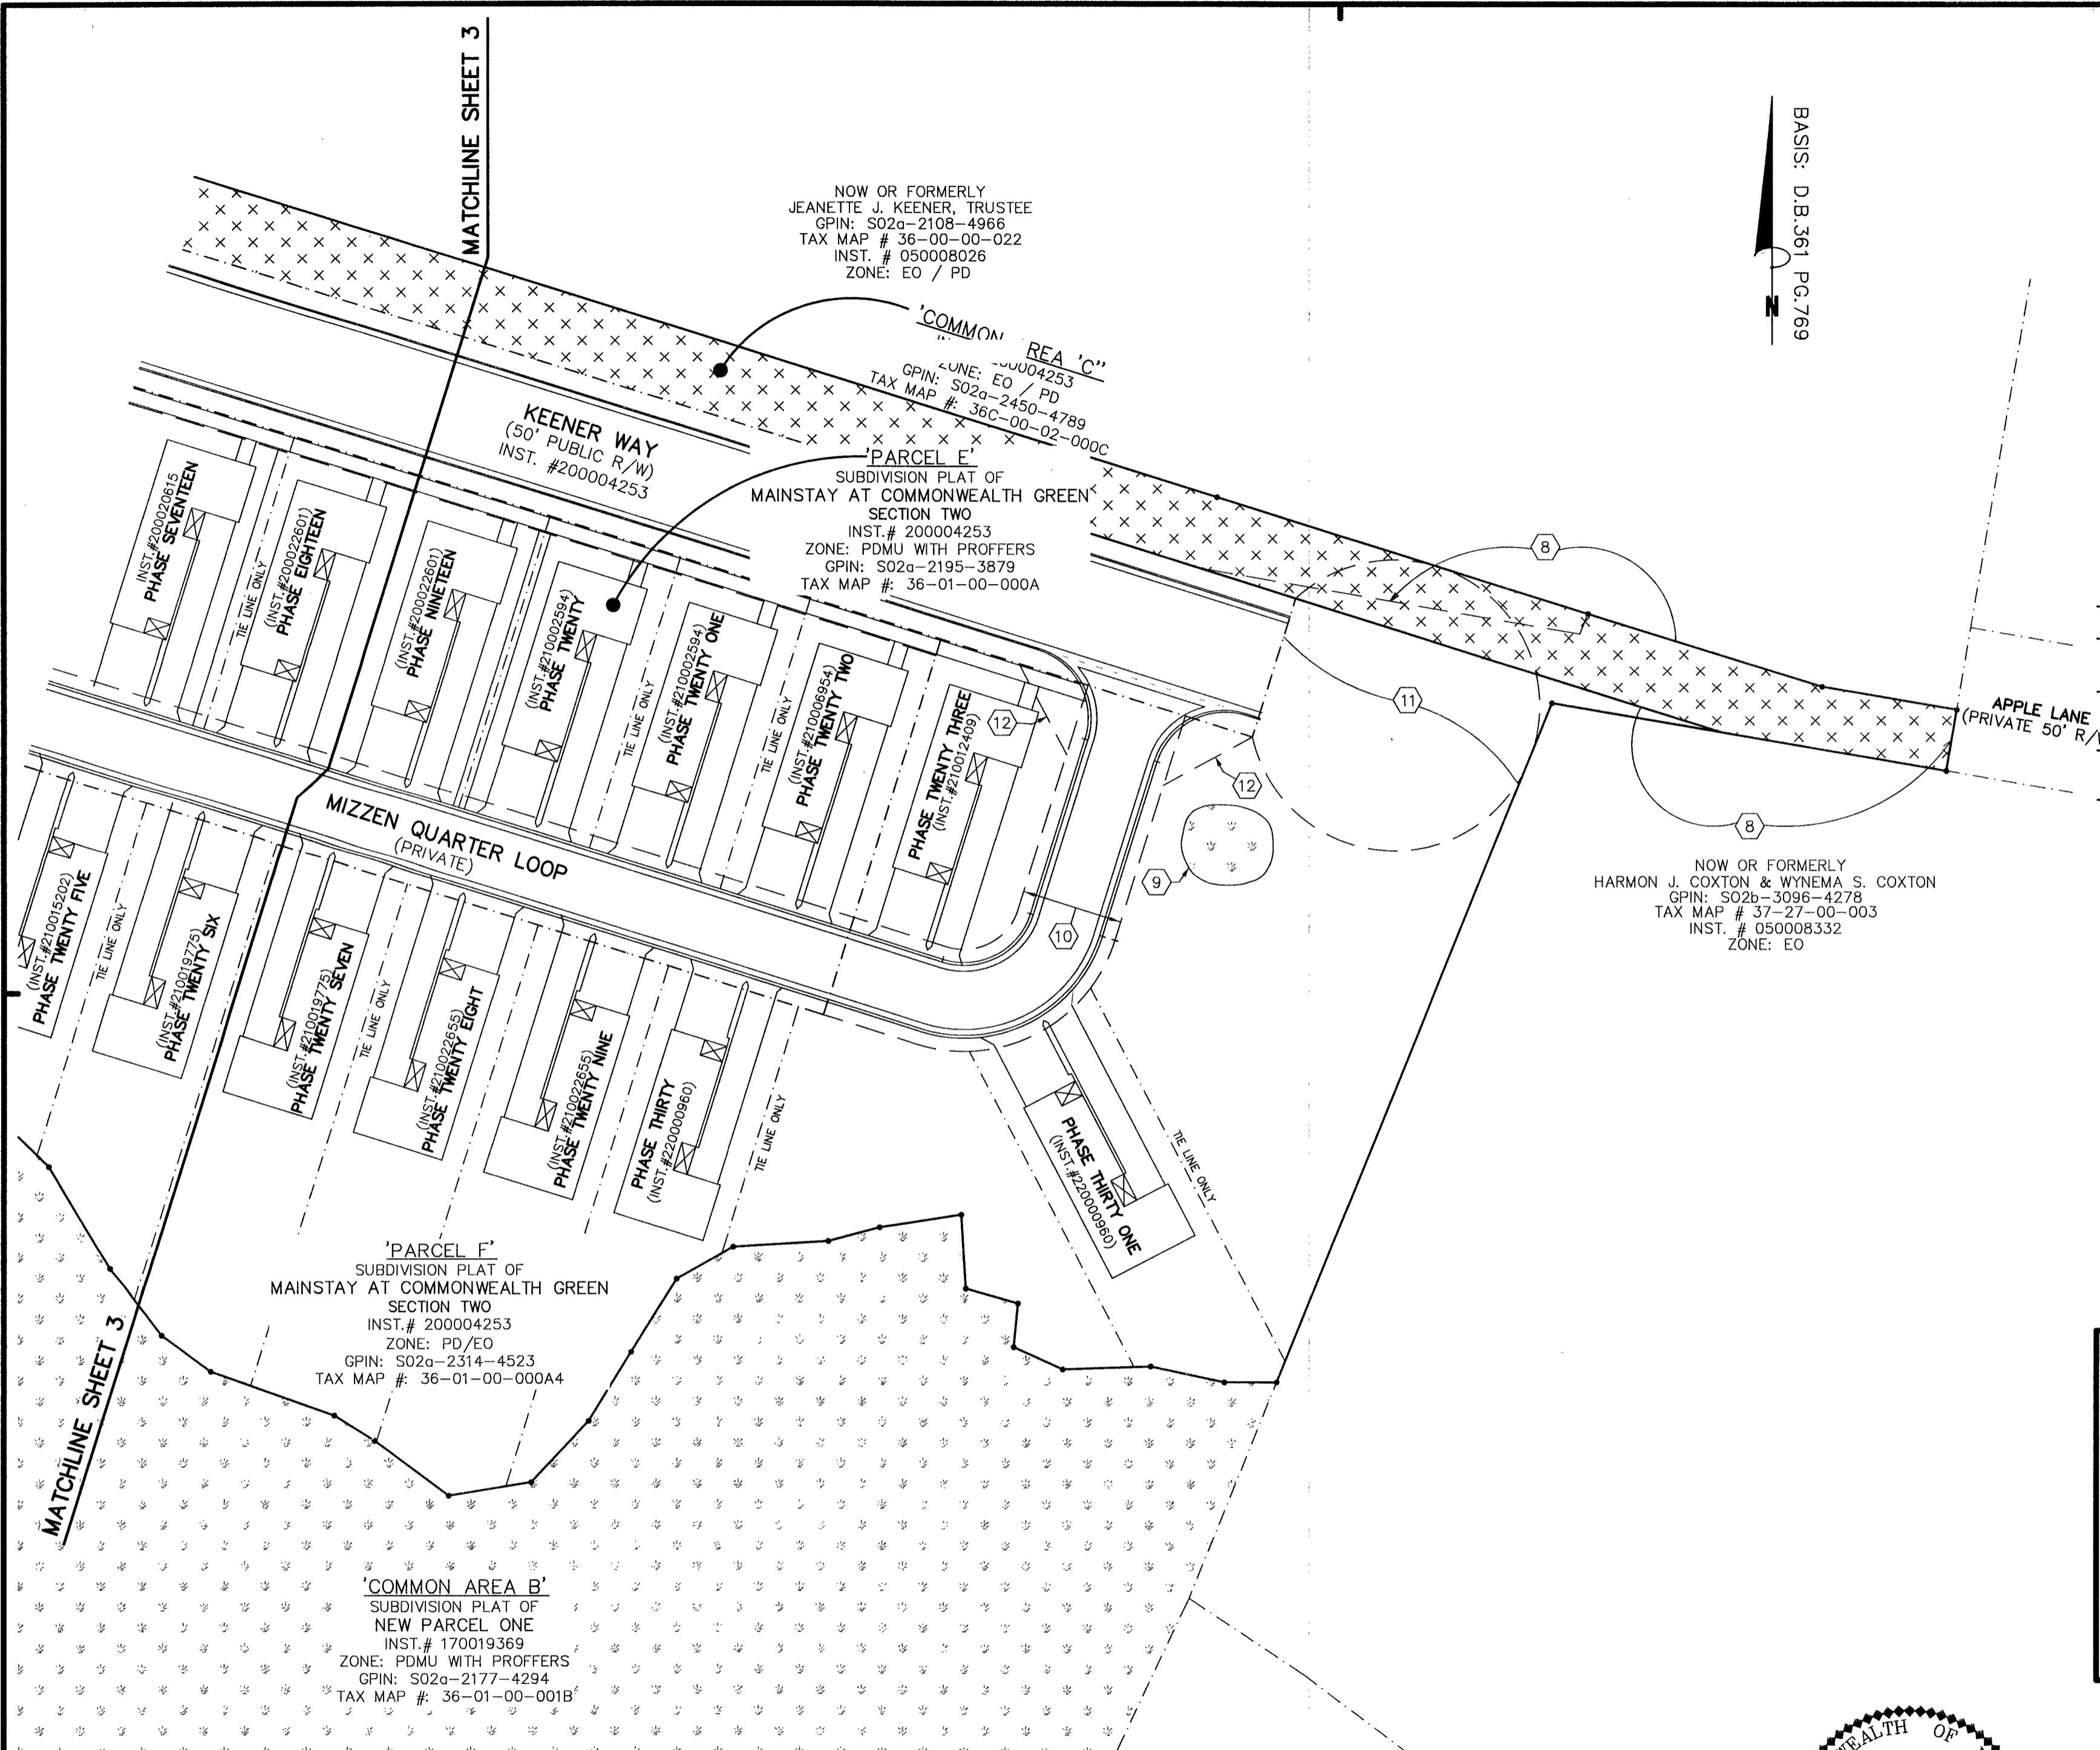 MATCHLINE SHEET 3
BASIS: D.B.361 PG.769
N
NOW OR FORMERLY
JEANETTE J. KEENER, TRUSTEE
GPIN: S02a-2108-4966
TAX MAP # 36-00-00-022
INST. # 050008026
ZONE: EO / PD
'COMMON REA 'C''
004253
ZONE: EO / PD
GPIN: S02a-2450-4789
TAX MAP #: 36C-00-02-000C
KEENER WAY
(50' PUBLIC R/W)
INST. #200004253
'PARCEL E'
SUBDIVISION PLAT OF
MAINSTAY AT COMMONWEALTH GREEN
SECTION TWO
INST.# 200004253
ZONE: PDMU WITH PROFFERS
GPIN: S02a-2195-3879
TAX MAP #: 36-01-00-000A
INST.#200020615
PHASE SEVENTEEN
TIE LINE ONLY
(INST.#200022601)
PHASE EIGHTEEN
(INST.#200022601)
PHASE NINETEEN
(INST.#210002594)
PHASE TWENTY
TIE LINE ONLY
(INST.#210002594)
PHASE TWENTY ONE
TIE LINE ONLY
(INST.#210006954)
PHASE TWENTY TWO
PHASE TWENTY THREE
(INST.#210012409)
12
8
11
12
9
10
8
APPLE LANE
(PRIVATE 50' R/W
NOW OR FORMERLY
HARMON J. COXTON & WYNEMA S. COXTON
GPIN: S02b-3096-4278
TAX MAP # 37-27-00-003
INST. # 050008332
ZONE: EO
MIZZEN QUARTER LOOP
(PRIVATE)
(INST.#210015202)
PHASE TWENTY FIVE
TIE LINE ONLY
(INST.#210019775)
PHASE TWENTY SIX
(INST.#210019775)
PHASE TWENTY SEVEN
TIE LINE ONLY
(INST.#210022655)
PHASE TWENTY EIGHT
(INST.#210022655)
PHASE TWENTY NINE
PHASE THIRTY
(INST.#220000960)
TIE LINE ONLY
PHASE THIRTY ONE
(INST.#220000960)
TIE LINE ONLY
'PARCEL F'
SUBDIVISION PLAT OF
MAINSTAY AT COMMONWEALTH GREEN
SECTION TWO
INST.# 200004253
ZONE: PD/EO
GPIN: S02a-2314-4523
TAX MAP #: 36-01-00-000A4
MATCHLINE SHEET 3
'COMMON AREA B'
SUBDIVISION PLAT OF
NEW PARCEL ONE
INST.# 170019369
ZONE: PDMU WITH PROFFERS
GPIN: S02a-2177-4294
TAX MAP #: 36-01-00-001B
EALTH OF